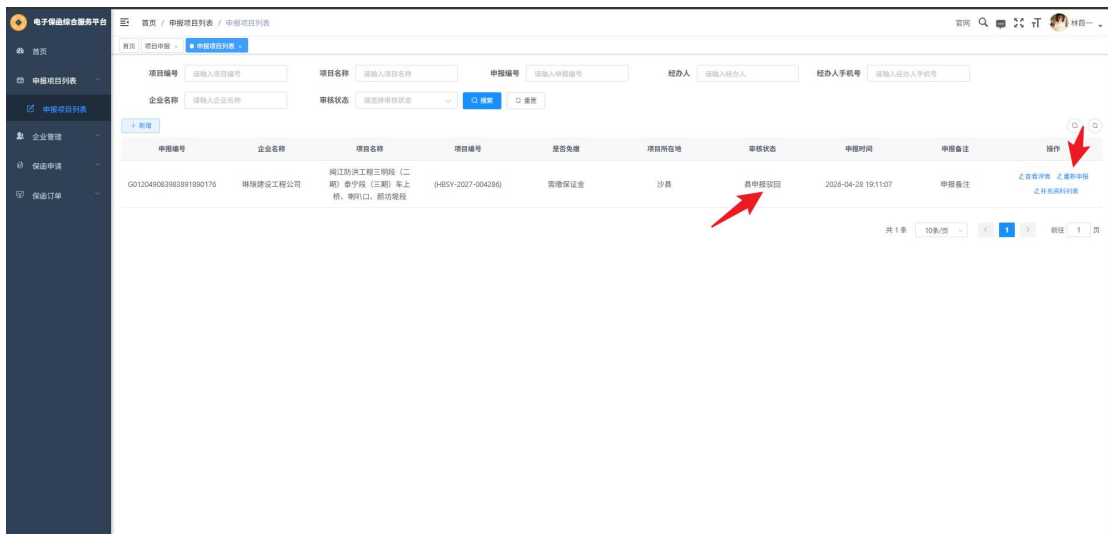 电子保函综合服务平台
首页 / 申报项目列表 / 申报项目列表
官网
林首一
首页
项目申报
申报项目列表
首页
申报项目列表
申报项目列表
企业管理
保函申请
保函订单
项目编号 请输入项目编号
项目名称 请输入项目名称
申报编号 请输入申报编号
经办人 请输入经办人
经办人手机号 请输入经办人手机号
企业名称 请输入企业名称
审核状态 请选择审核状态
搜索
重置
+ 新增
申报编号 企业名称 项目名称 项目编号 是否免缴 项目所在地 审核状态 申报时间 申报备注 操作
G012049083983891890176 琳琅建设工程公司 闽江防洪工程三明段（二期）泰宁段（三期）车上桥、喇叭口、颜坊堤段 (HBSY-2027-004286) 需缴保证金 沙县 县申报驳回 2026-04-28 19:11:07 申报备注 查看详情 重新申报
补充资料列表
共 1 条 10条/页 < 1 > 前往 1 页